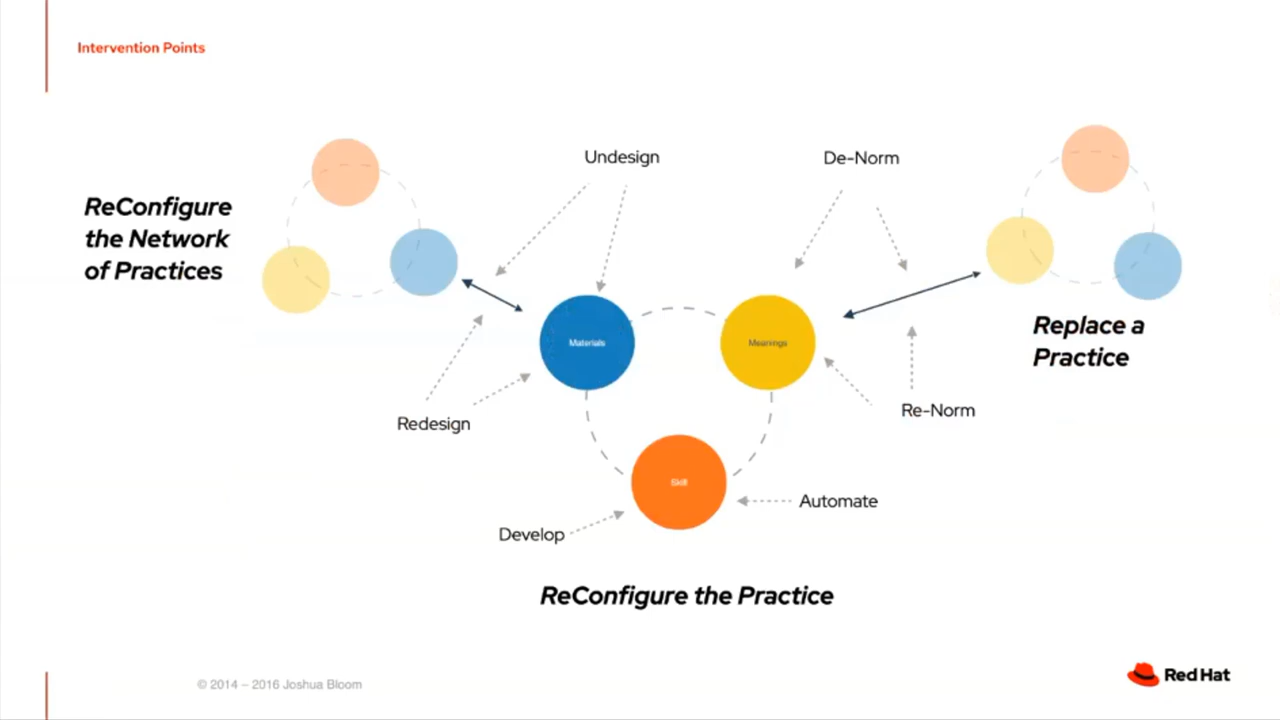 Intervention Points
Undesign
De-Norm
ReConfigure
the Network
of Practices
Replace a
Practice
Materials
Meanings
Redesign
Re-Norm
Skill
Automate
Develop
ReConfigure the Practice
© 2014 – 2016 Joshua Bloom
Red Hat